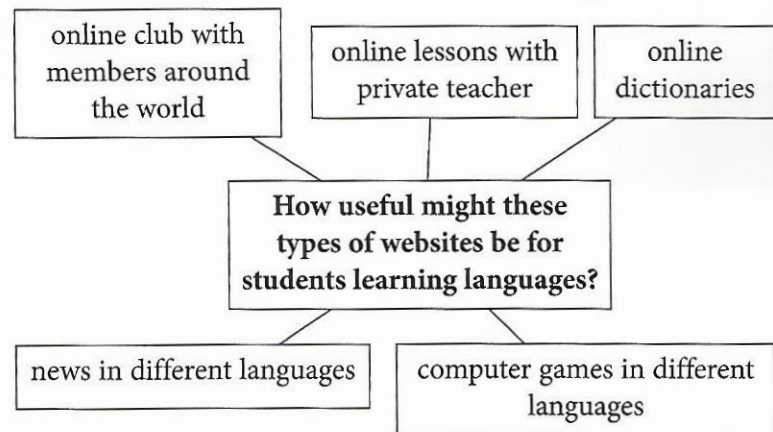 online club with
members around
the world
online lessons with
private teacher
online
dictionaries
How useful might these
types of websites be for
students learning languages?
news in different languages
computer games in different
languages